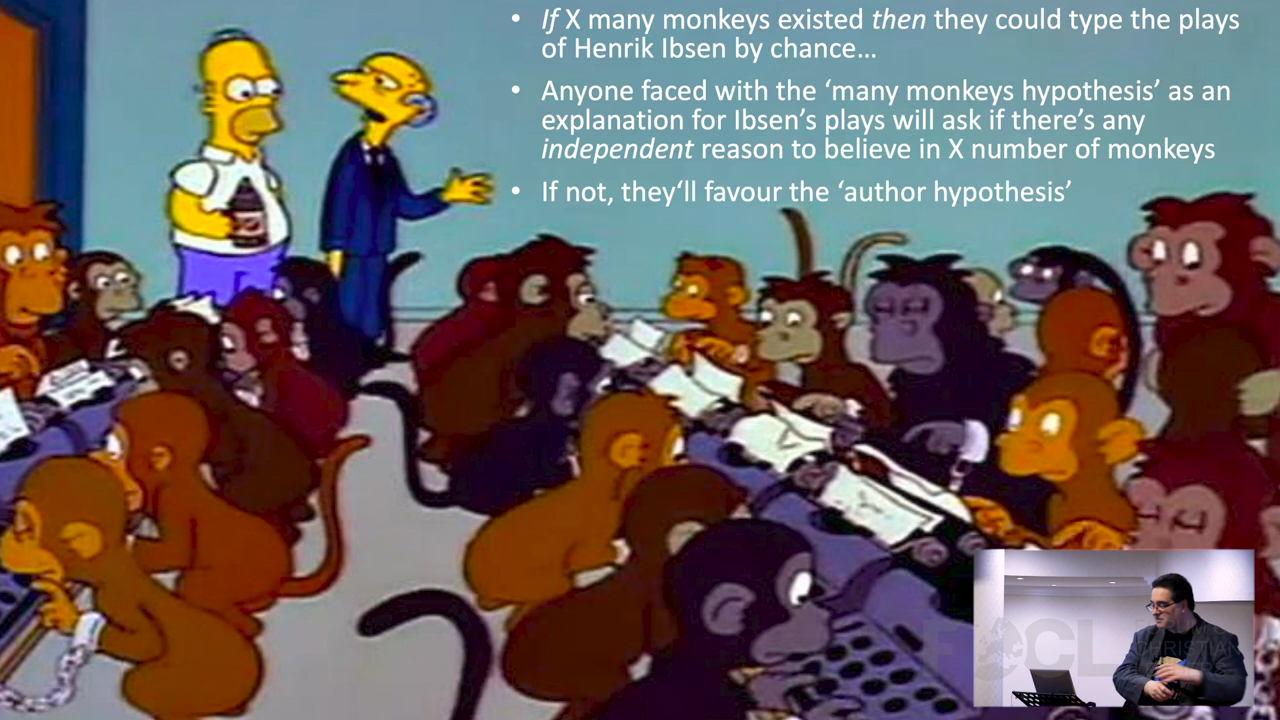 • If X many monkeys existed then they could type the plays
of Henrik Ibsen by chance…
• Anyone faced with the ‘many monkeys hypothesis’ as an
explanation for Ibsen’s plays will ask if there’s any
independent reason to believe in X number of monkeys
• If not, they‘ll favour the ‘author hypothesis’
CHRISTIAN